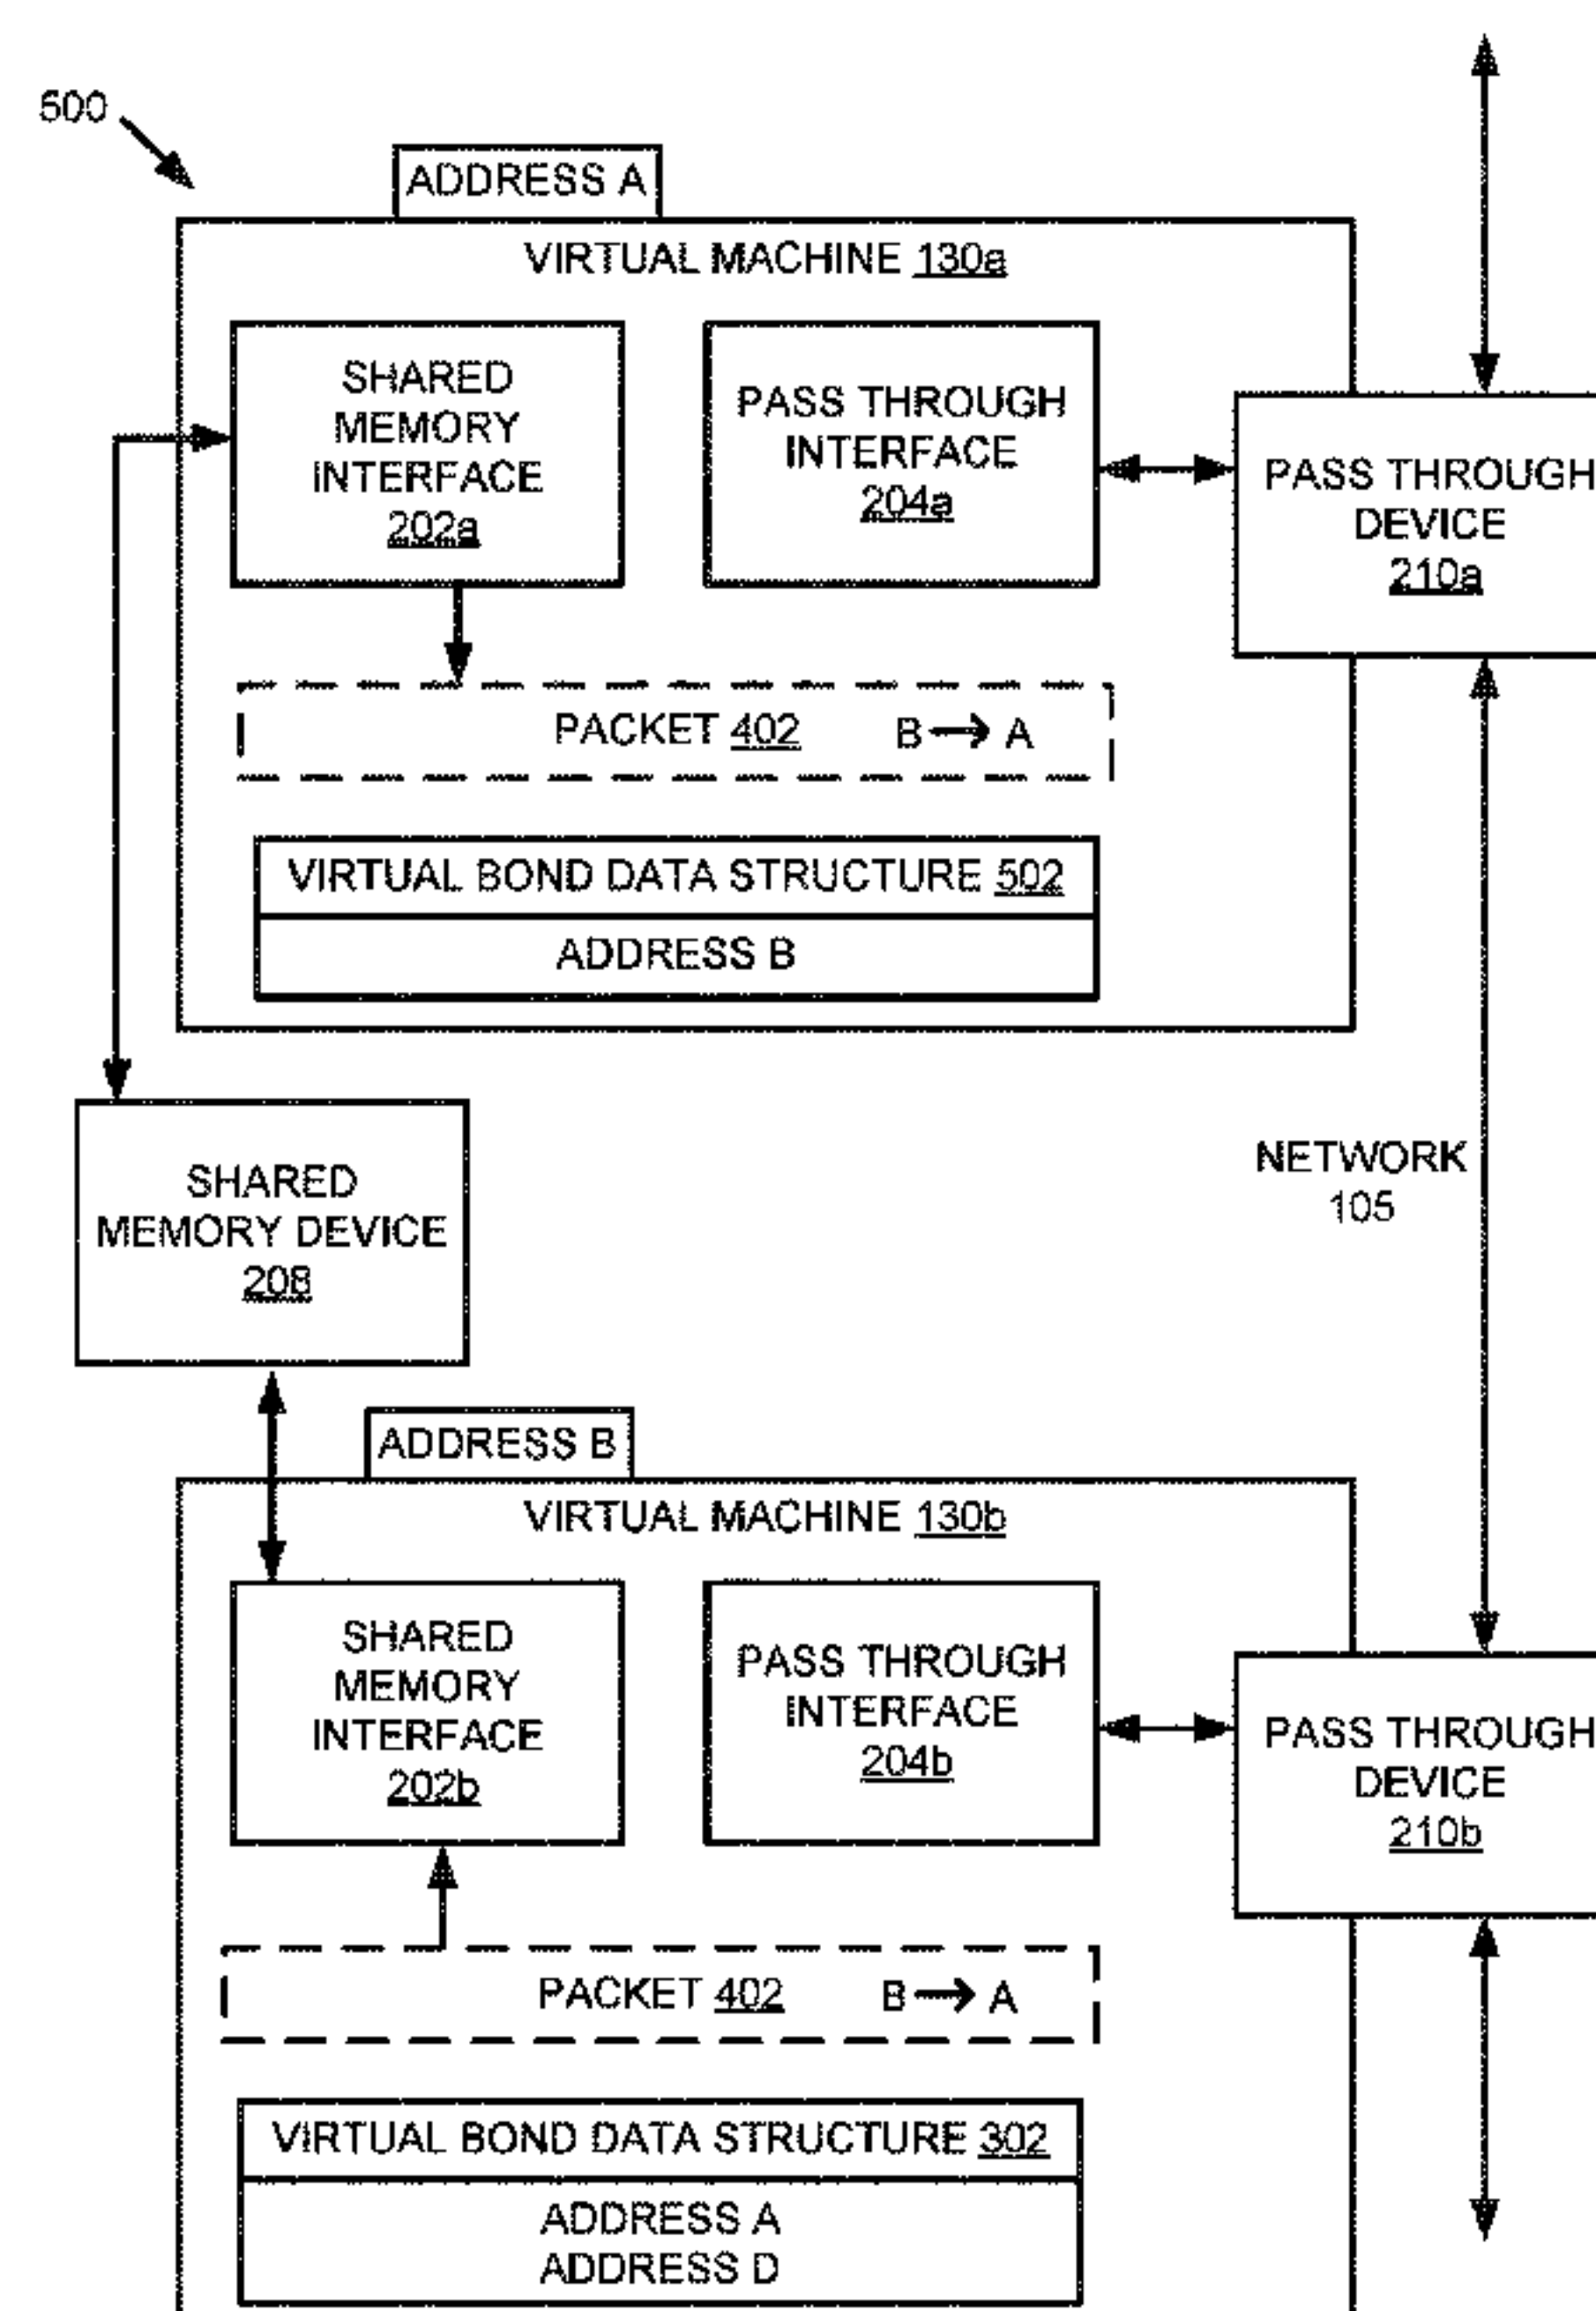 500
ADDRESS A
VIRTUAL MACHINE 130a
SHARED
MEMORY
INTERFACE
202a
PASS THROUGH
INTERFACE
204a
PASS THROUGH
DEVICE
210a
PACKET 402 B → A
VIRTUAL BOND DATA STRUCTURE 502
ADDRESS B
SHARED
MEMORY DEVICE
208
NETWORK
105
ADDRESS B
VIRTUAL MACHINE 130b
SHARED
MEMORY
INTERFACE
202b
PASS THROUGH
INTERFACE
204b
PASS THROUGH
DEVICE
210b
PACKET 402 B → A
VIRTUAL BOND DATA STRUCTURE 302
ADDRESS A
ADDRESS D